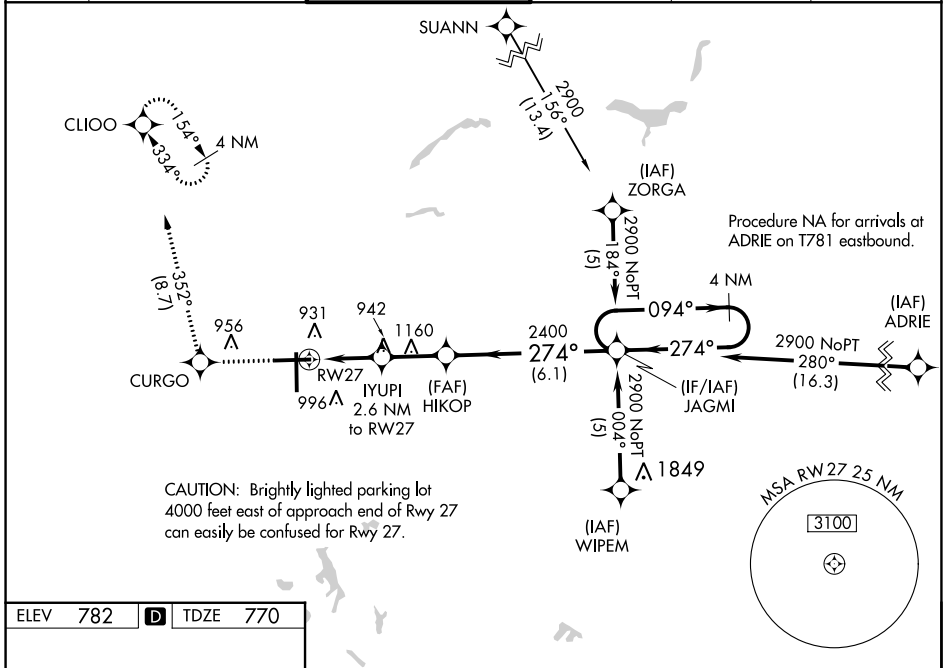 SUANN
2900
156°
(13.4)
CLIOO
154°
334°
4 NM
(IAF)
ZORGA
2900 NoPT
184°
(5)
Procedure NA for arrivals at
ADRIE on T781 eastbound.
4 NM
094°
(IAF)
ADRIE
352°
(8.7)
956
931
942
1160
2400
274°
(6.1)
274°
2900 NoPT
280°
(16.3)
CURGO
RW27
996
IYUPI
2.6 NM
to RW27
(FAF)
HIKOP
(IF/IAF)
JAGMI
2900 NoPT
004°
(5)
1849
(IAF)
WIPEM
CAUTION: Brightly lighted parking lot
4000 feet east of approach end of Rwy 27
can easily be confused for Rwy 27.
MSA RW27 25 NM
3100
ELEV 782 D TDZE 770